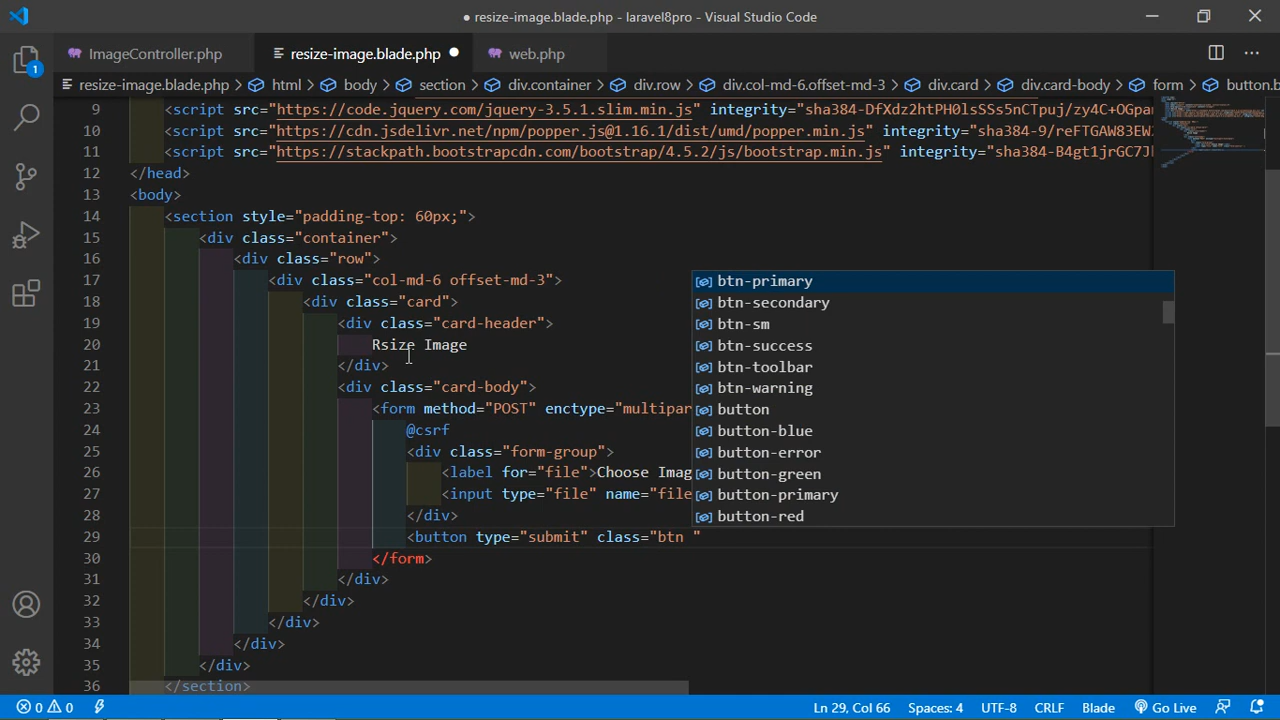 resize-image.blade.php - laravel8pro - Visual Studio Code
ImageController.php resize-image.blade.php web.php
resize-image.blade.php > html > body > section > div.container > div.row > div.col-md-6.offset-md-3 > div.card > div.card-body > form > button.b
9 <script src="https://code.jquery.com/jquery-3.5.1.slim.min.js" integrity="sha384-DfXdz2htPH0lsSSs5nCTpuj/zy4C+OGpa
10 <script src="https://cdn.jsdelivr.net/npm/popper.js@1.16.1/dist/umd/popper.min.js" integrity="sha384-9/reFTGAW83EW
11 <script src="https://stackpath.bootstrapcdn.com/bootstrap/4.5.2/js/bootstrap.min.js" integrity="sha384-B4gt1jrGC7J
12 </head>
13 <body>
14 <section style="padding-top: 60px;">
15 <div class="container">
16 <div class="row">
17 <div class="col-md-6 offset-md-3">
18 <div class="card">
19 <div class="card-header">
20 Rsize Image
21 </div>
22 <div class="card-body">
23 <form method="POST" enctype="multipar
24 @csrf
25 <div class="form-group">
26 <label for="file">Choose Imag
27 <input type="file" name="file
28 </div>
29 <button type="submit" class="btn "
30 </form>
31 </div>
32 </div>
33 </div>
34 </div>
35 </div>
36 </section>
btn-primary
btn-secondary
btn-sm
btn-success
btn-toolbar
btn-warning
button
button-blue
button-error
button-green
button-primary
button-red
1
0 0 Ln 29, Col 66 Spaces: 4 UTF-8 CRLF Blade Go Live